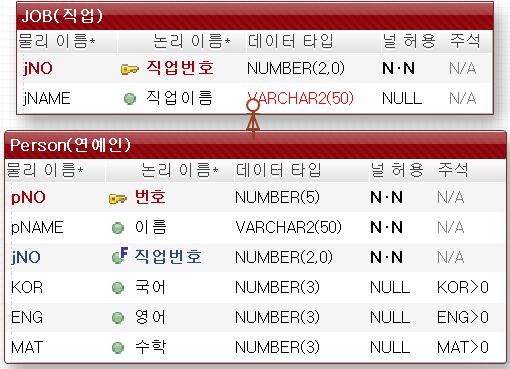 JOB(직업)
물리 이름* 논리 이름* 데이터 타입 널 허용 주석
jNO 직업번호 NUMBER(2,0) N·N N/A
jNAME 직업이름 VARCHAR2(50) NULL N/A
Person(연예인)
물리 이름* 논리 이름* 데이터 타입 널 허용 주석
pNO 번호 NUMBER(5) N·N N/A
pNAME 이름 VARCHAR2(50) N·N N/A
jNO F 직업번호 NUMBER(2,0) N·N N/A
KOR 국어 NUMBER(3) NULL KOR>0
ENG 영어 NUMBER(3) NULL ENG>0
MAT 수학 NUMBER(3) NULL MAT>0